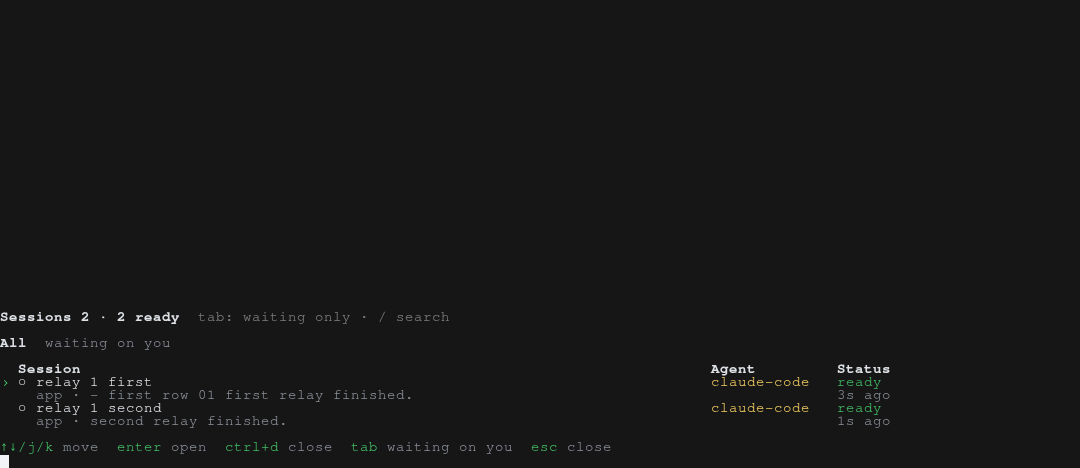 Sessions 2 · 2 ready  tab: waiting only · / search
All  waiting on you
Session  Agent  Status
› ○ relay 1 first  claude-code  ready
app · - first row 01 first relay finished.  3s ago
○ relay 1 second  claude-code  ready
app · second relay finished.  1s ago
↑↓/j/k move  enter open  ctrl+d close  tab waiting on you  esc close